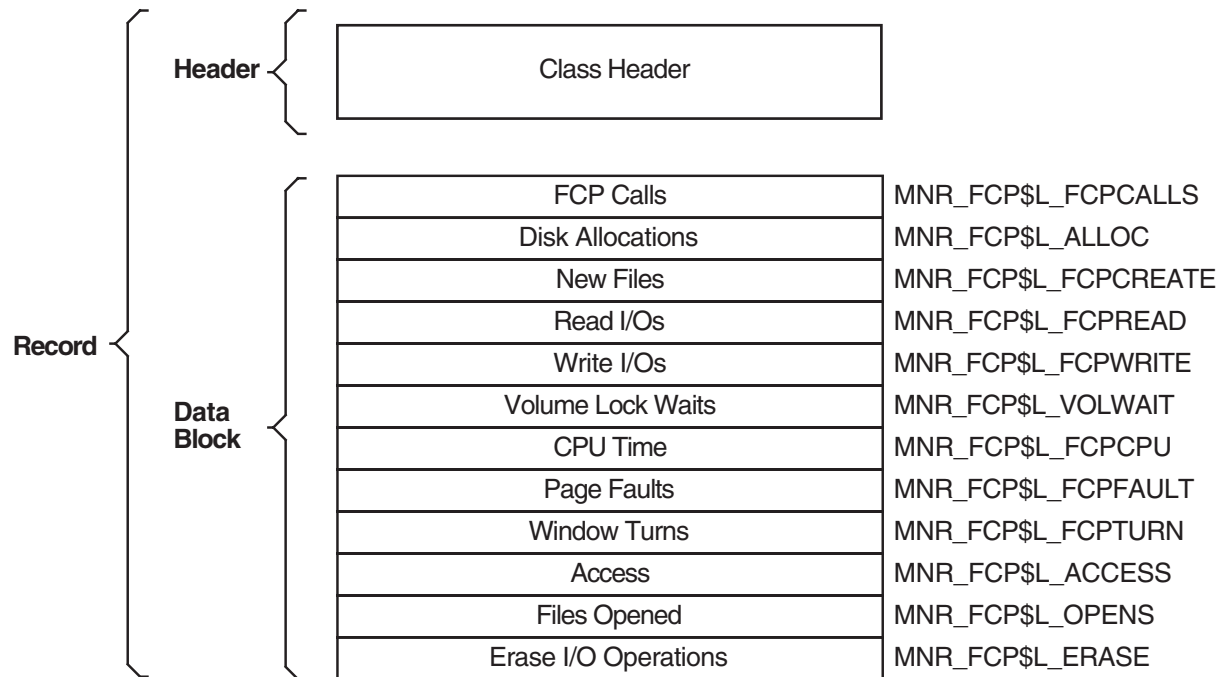 Header
Class Header
FCP Calls MNR_FCP$L_FCPCALLS
Disk Allocations MNR_FCP$L_ALLOC
New Files MNR_FCP$L_FCPCREATE
Read I/Os MNR_FCP$L_FCPREAD
Record
Write I/Os MNR_FCP$L_FCPWRITE
Data
Block
Volume Lock Waits MNR_FCP$L_VOLWAIT
CPU Time MNR_FCP$L_FCPCPU
Page Faults MNR_FCP$L_FCPFAULT
Window Turns MNR_FCP$L_FCPTURN
Access MNR_FCP$L_ACCESS
Files Opened MNR_FCP$L_OPENS
Erase I/O Operations MNR_FCP$L_ERASE